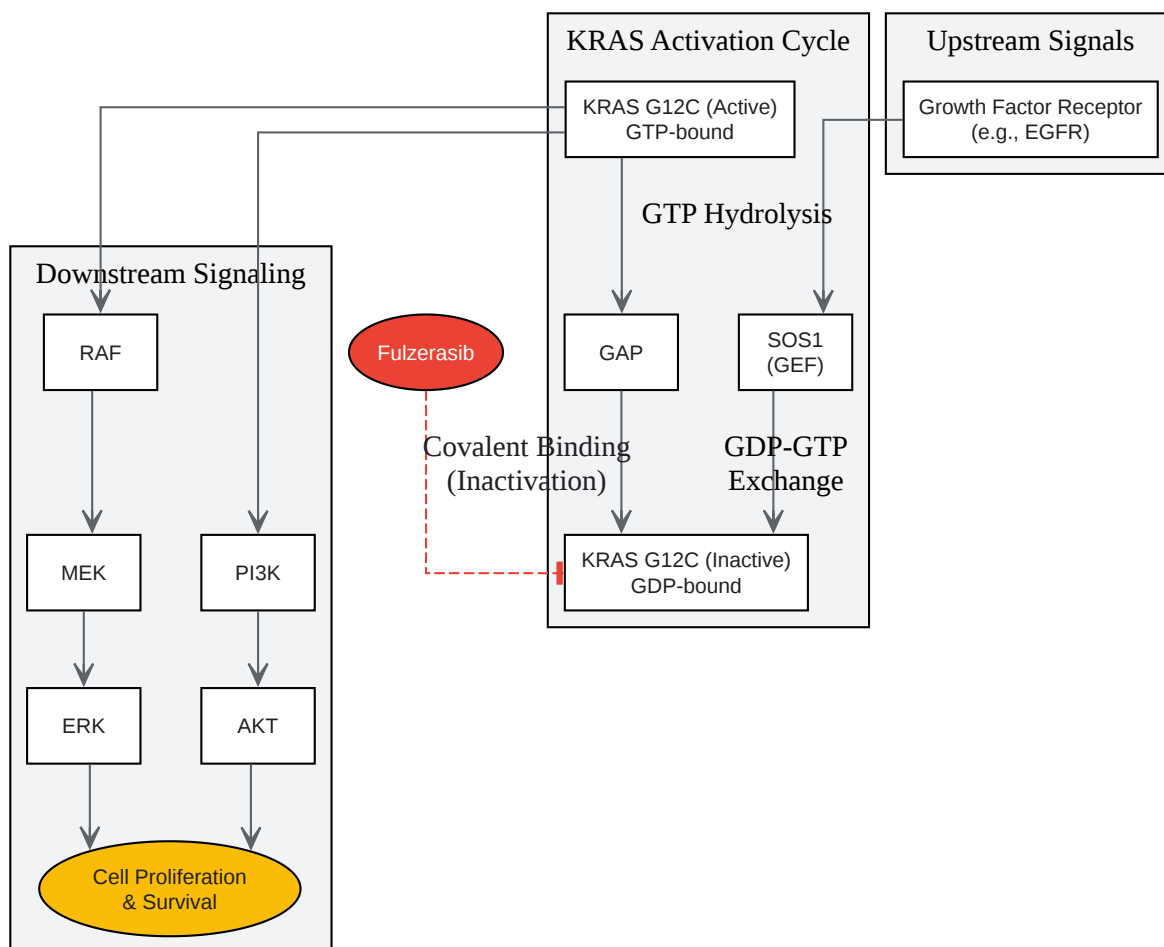 KRAS Activation Cycle
Upstream Signals
KRAS G12C (Active)
GTP-bound
Growth Factor Receptor
(e.g., EGFR)
GTP Hydrolysis
Downstream Signaling
RAF
Fulzerasib
GAP
SOS1
(GEF)
Covalent Binding
(Inactivation)
GDP-GTP
Exchange
MEK
PI3K
KRAS G12C (Inactive)
GDP-bound
ERK
AKT
Cell Proliferation
& Survival